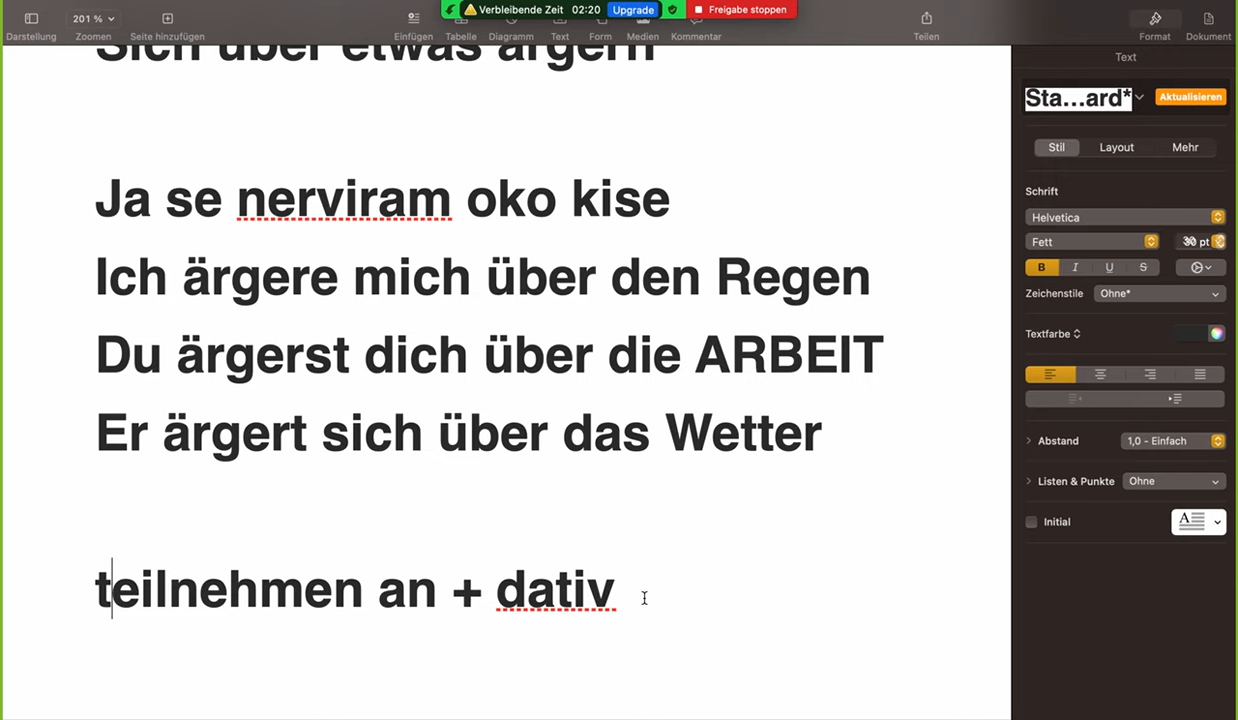 Verbleibende Zeit 02:20 Upgrade Freigabe stoppen
201 %
Darstellung Zoomen Seite hinzufügen Einfügen Tabelle Diagramm Text Form Medien Kommentar Teilen Format Dokument
Sich über etwas ärgern
Ja se nerviram oko kise
Ich ärgere mich über den Regen
Du ärgerst dich über die ARBEIT
Er ärgert sich über das Wetter
teilnehmen an + dativ
Text
Sta...ard* Aktualisieren
Stil Layout Mehr
Schrift
Helvetica
Fett pt
B I U S
Zeichenstile Ohne*
Textfarbe
Abstand 1,0 - Einfach
Listen & Punkte Ohne
Initial A